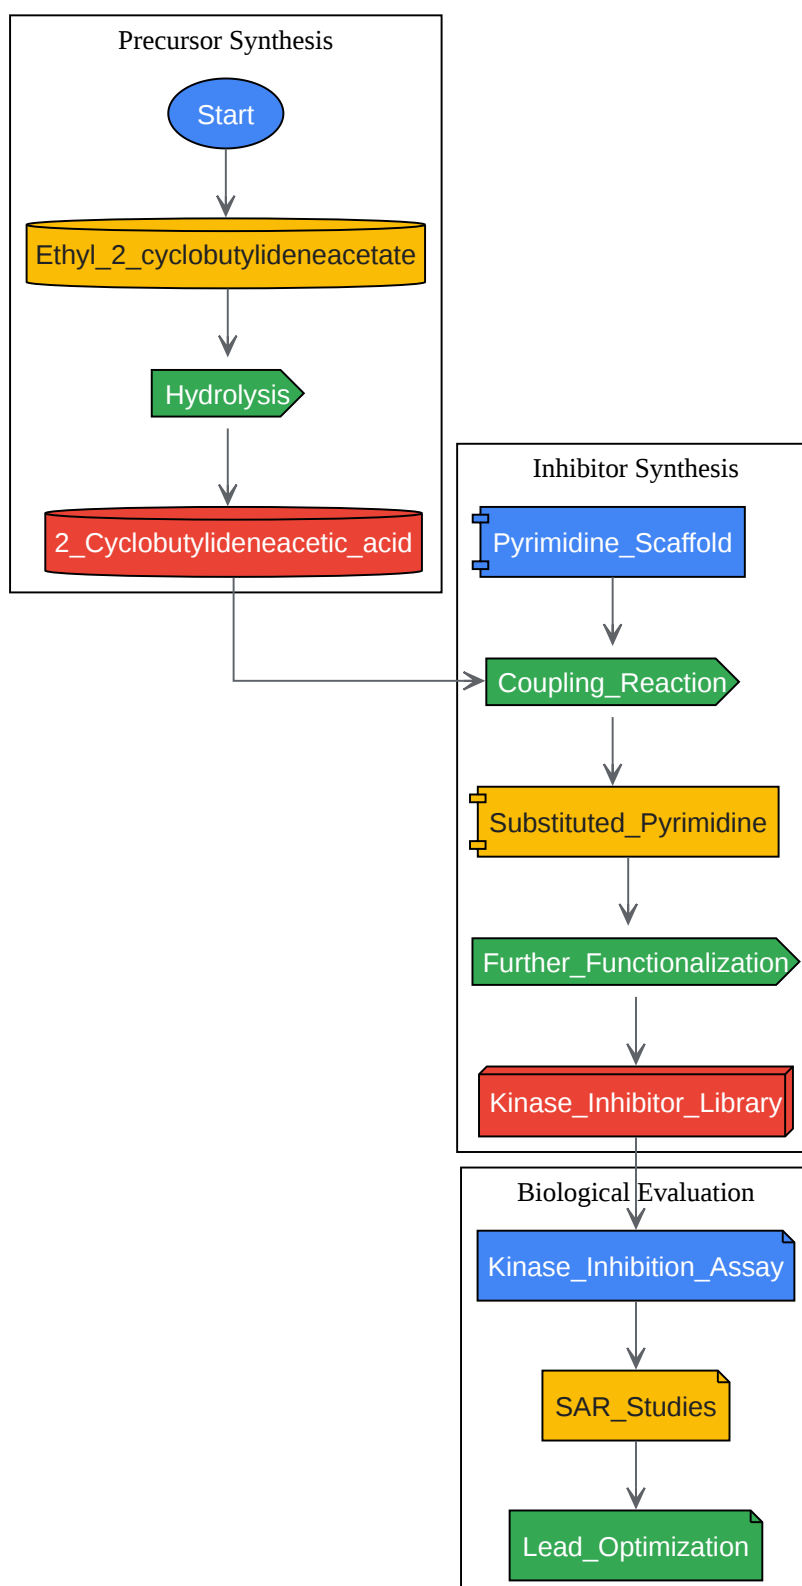 Precursor Synthesis
Start
Ethyl_2_cyclobutylideneacetate
Hydrolysis
2_Cyclobutylideneacetic_acid
Inhibitor Synthesis
Pyrimidine_Scaffold
Coupling_Reaction
Substituted_Pyrimidine
Further_Functionalization
Kinase_Inhibitor_Library
Biological Evaluation
Kinase_Inhibition_Assay
SAR_Studies
Lead_Optimization